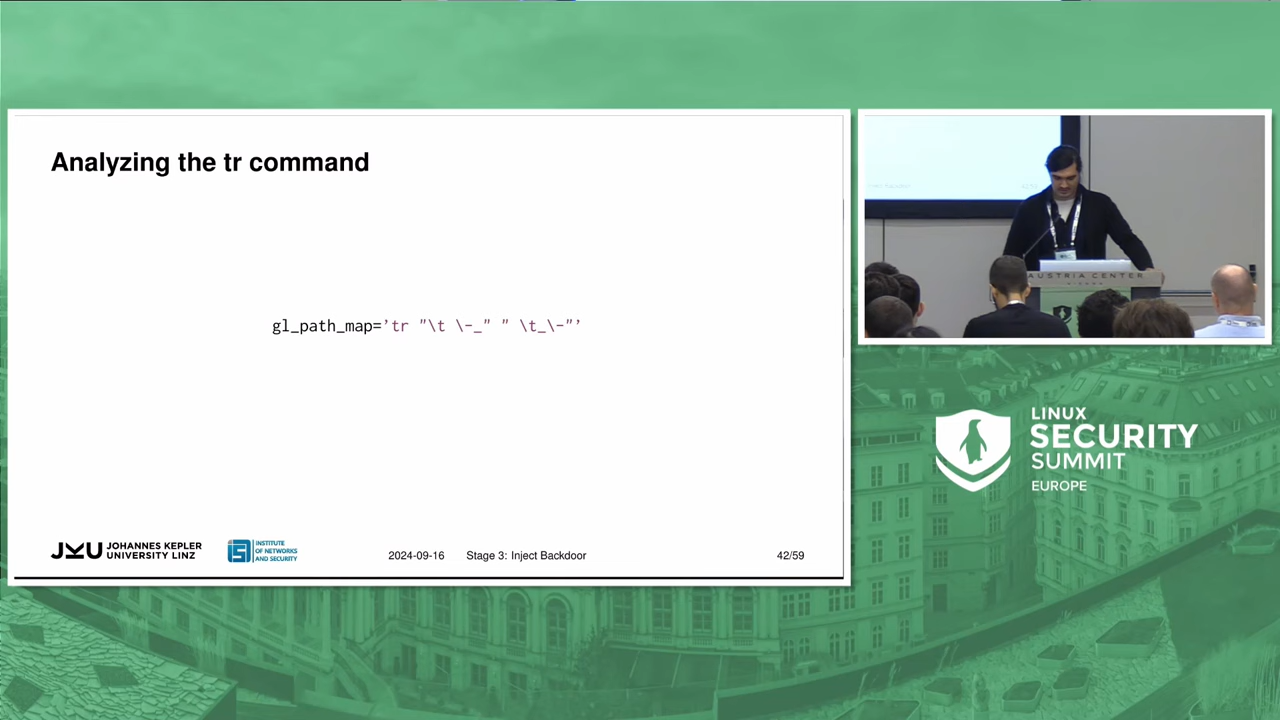 Analyzing the tr command
gl_path_map='tr "\t \-_" " \t_\-"'
JKU JOHANNES KEPLER
UNIVERSITY LINZ
INSTITUTE
OF NETWORKS
AND SECURITY
2024-09-16 Stage 3: Inject Backdoor 42/59
AUSTRIA CENTER
LINUX
SECURITY
SUMMIT
EUROPE